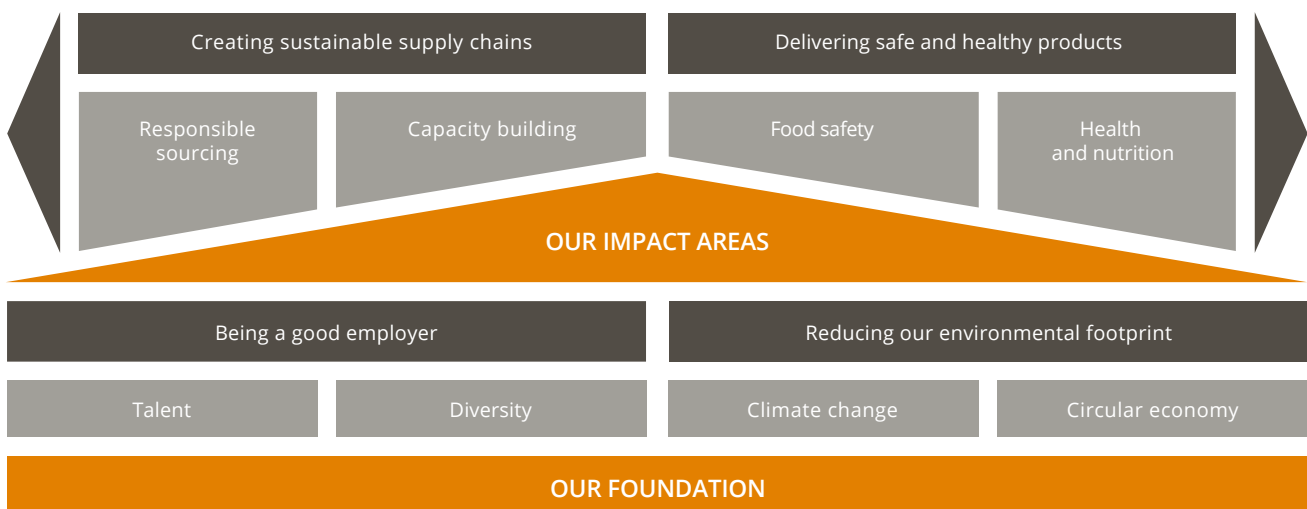 Creating sustainable supply chains
Delivering safe and healthy products
Responsible
sourcing
Capacity building
Food safety
Health
and nutrition
OUR IMPACT AREAS
Being a good employer
Reducing our environmental footprint
Talent
Diversity
Climate change
Circular economy
OUR FOUNDATION